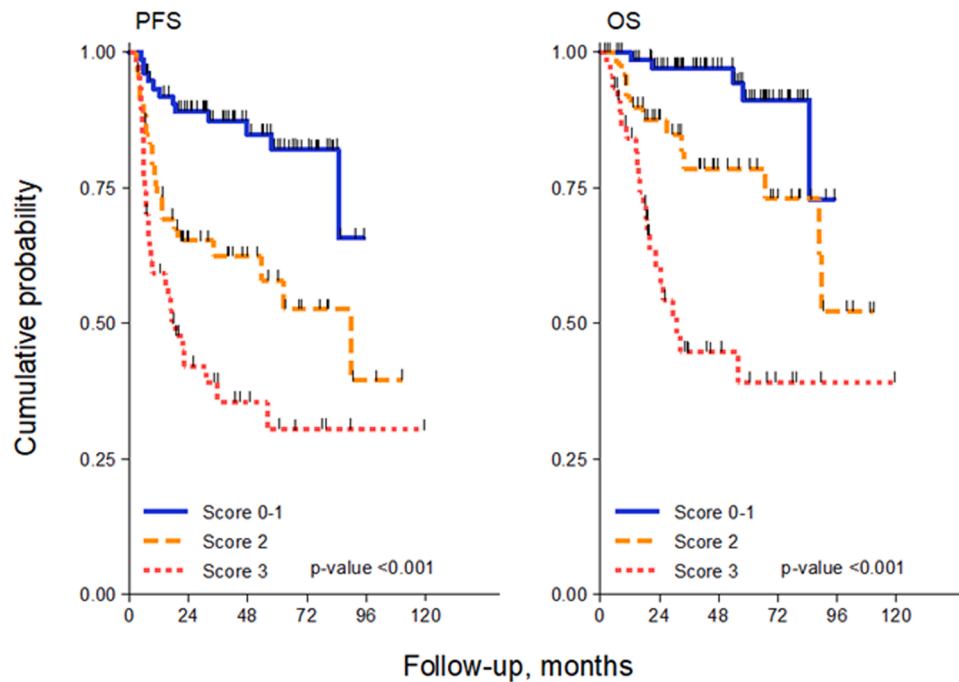 PFS
OS
Cumulative probability
1.00
0.75
0.50
0.25
0.00
Score 0-1
Score 2
Score 3
p-value <0.001
0 24 48 72 96 120
1.00
0.75
0.50
0.25
0.00
Score 0-1
Score 2
Score 3
p-value <0.001
0 24 48 72 96 120
Follow-up, months